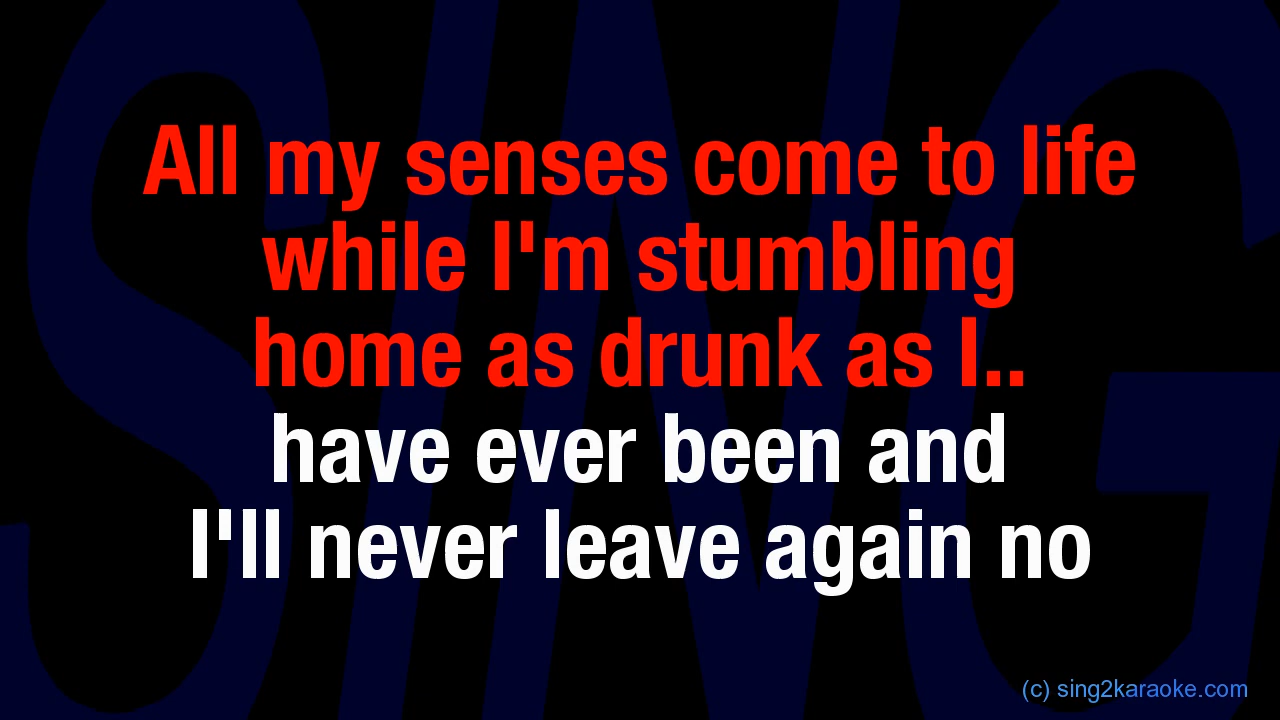 All my senses come to life
while I'm stumbling
home as drunk as I..
have ever been and
I'll never leave again no
(c) sing2karaoke.com
SING